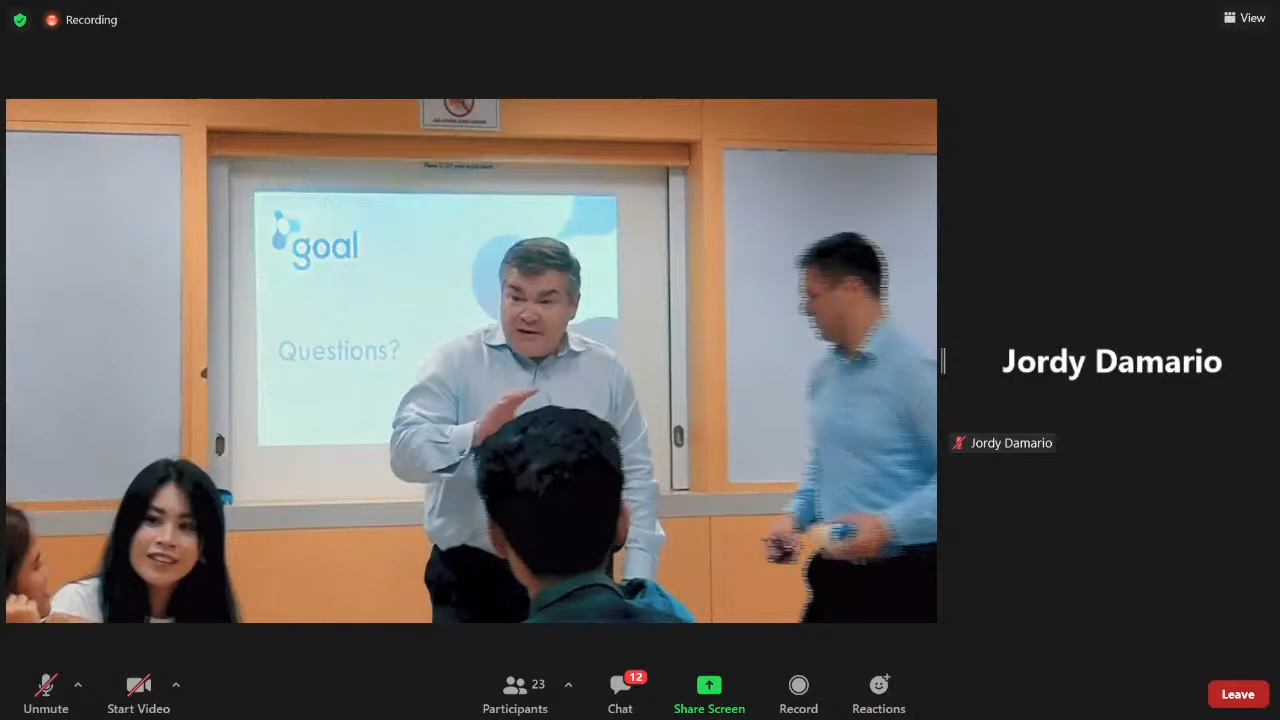 Recording
View
goal
Questions?
Jordy Damario
Jordy Damario
Unmute
Start Video
23
Participants
12
Chat
Share Screen
Record
Reactions
Leave